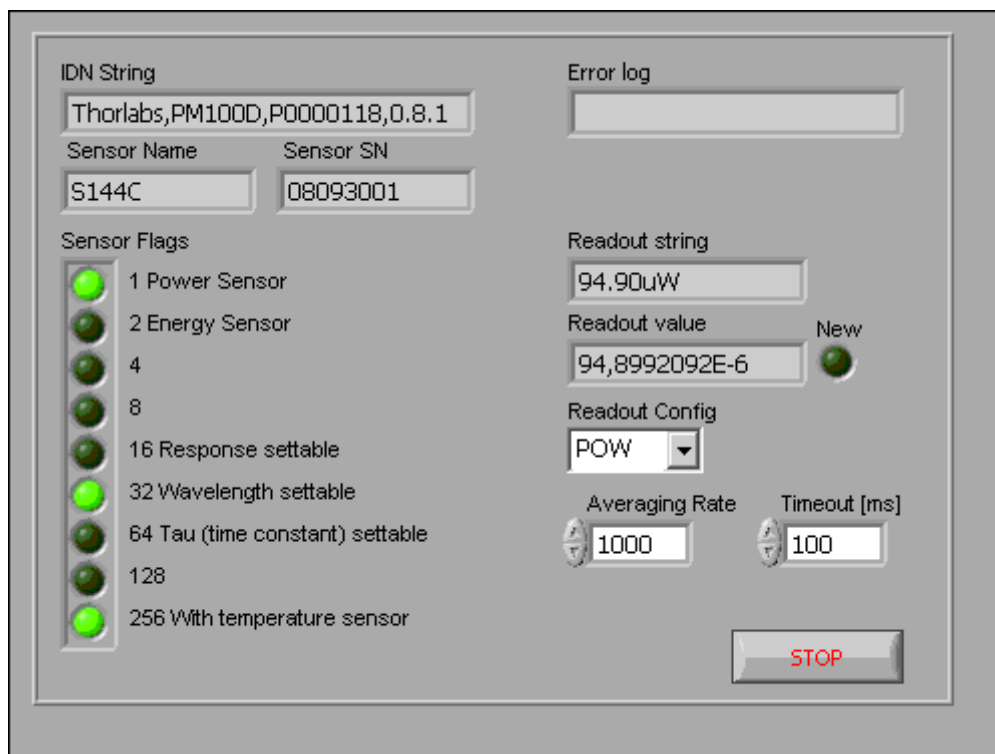 IDN String
Thorlabs,PM100D,P0000118,0.8.1
Sensor Name
Sensor SN
S144C
08093001
Sensor Flags
1 Power Sensor
2 Energy Sensor
4
8
16 Response settable
32 Wavelength settable
64 Tau (time constant) settable
128
256 With temperature sensor
Error log
Readout string
94.90uW
Readout value
New
94,8992092E-6
Readout Config
POW
Averaging Rate
Timeout [ms]
1000
100
STOP